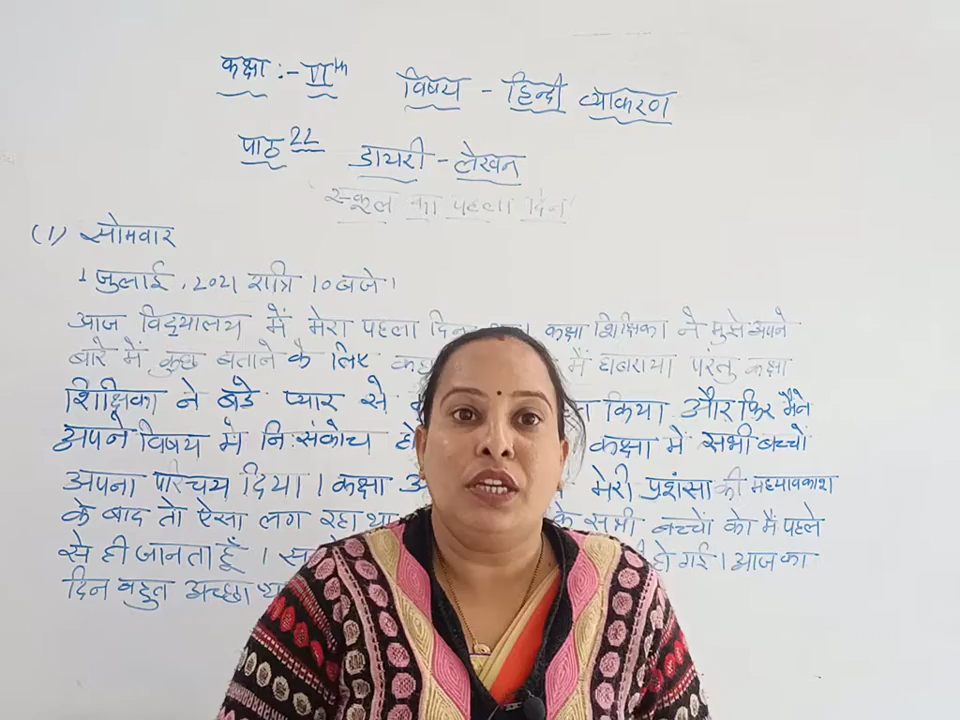 कक्षा :- VIth विषय - हिन्दी व्याकरण
पाठ 22 डायरी - लेखन
स्कूल का पहला दिन
(1) सोमवार
1 जुलाई, 2021 रात्रि 10 बजे।
आज विद्यालय में मेरा पहला दिन कक्षा शिक्षिका ने मुझे अपने
बारे में कुछ बताने के लिए में घबराया परंतु कक्षा
शिक्षिका ने बड़े प्यार से किया और फिर मैंने
अपने विषय में नि:संकोच कक्षा में सभी बच्चों
अपना परिचय दिया। कक्षा मेरी प्रशंसा की मध्यावकाश
के बाद तो ऐसा लग रहा था के सभी बच्चों को मैं पहले
से ही जानता हूँ । हो गई। आज का
दिन बहुत अच्छा